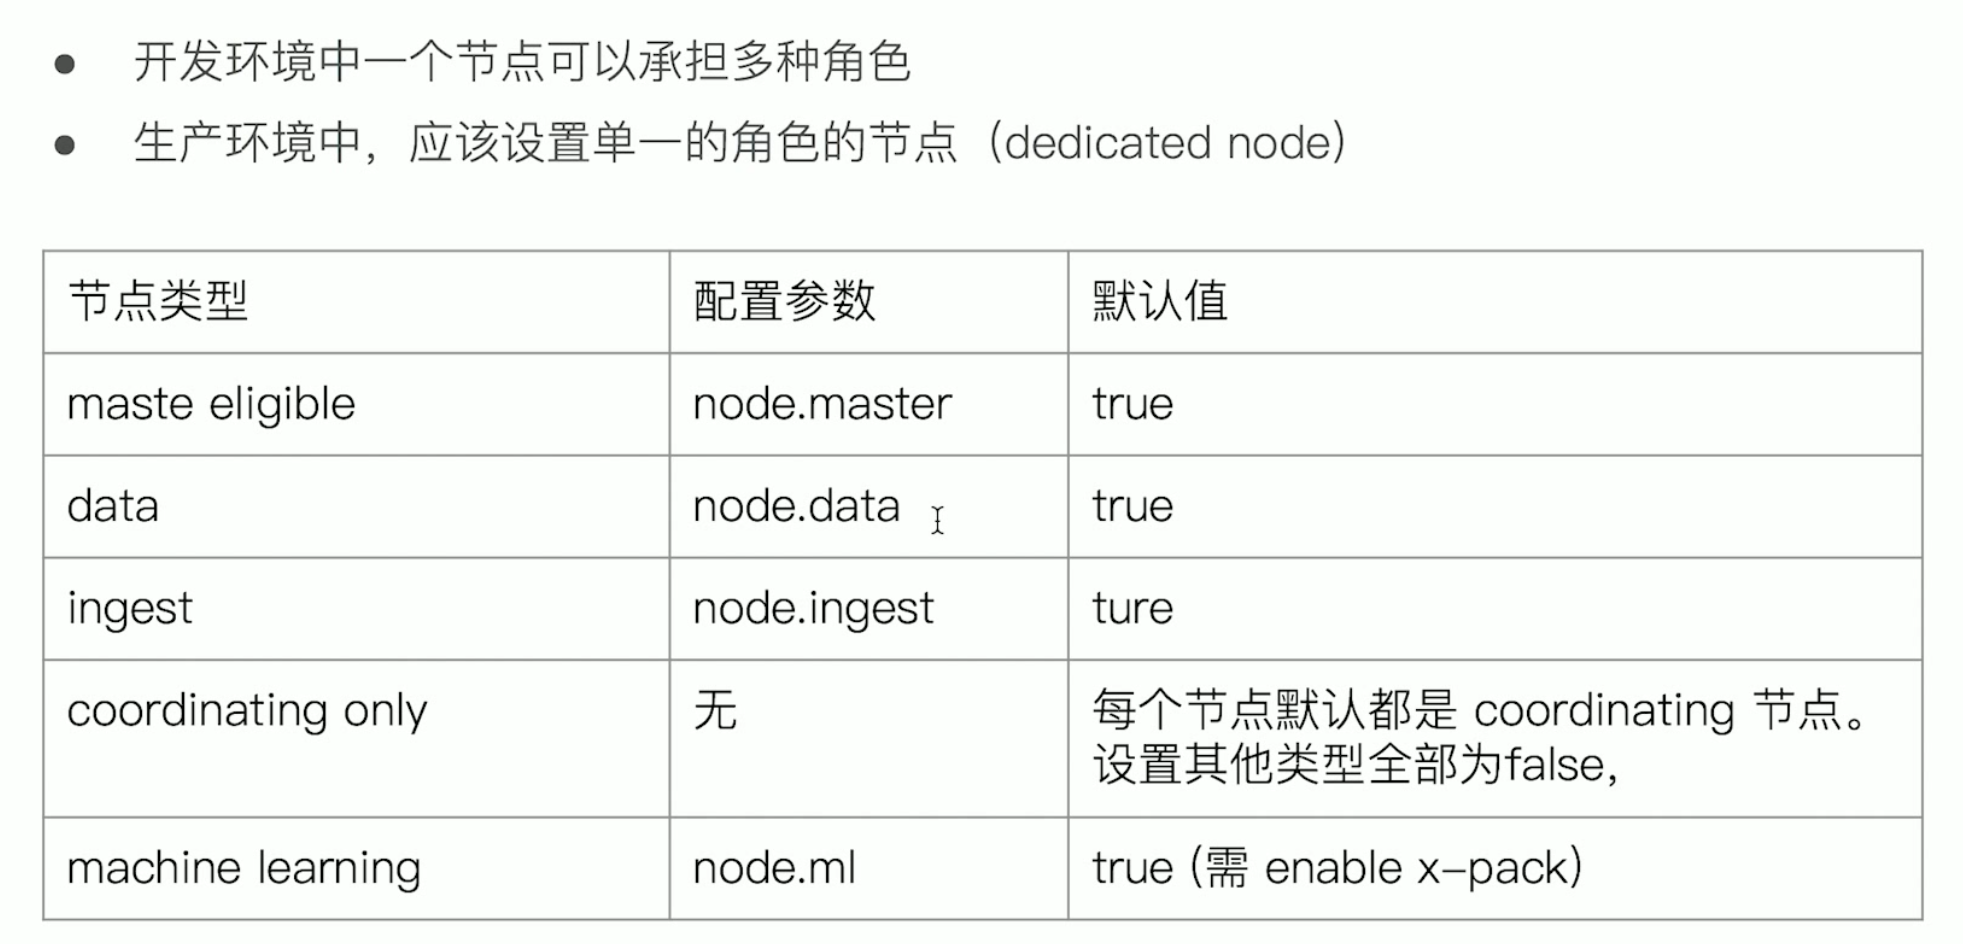 ● 开发环境中一个节点可以承担多种角色
● 生产环境中，应该设置单一的角色的节点（dedicated node）
节点类型 配置参数 默认值
maste eligible node.master true
data node.data true
ingest node.ingest ture
coordinating only 无 每个节点默认都是 coordinating 节点。
设置其他类型全部为false,
machine learning node.ml true (需 enable x-pack)